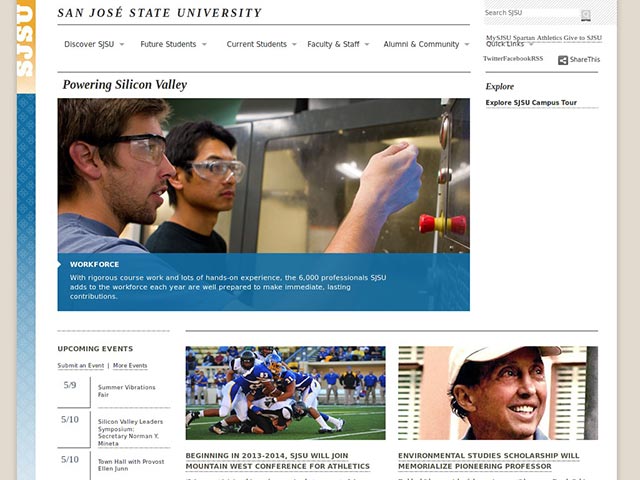 SJSU
SAN JOSÉ STATE UNIVERSITY
Search SJSU
MySJSU Spartan Athletics Give to SJSU
Discover SJSU
Future Students
Current Students
Faculty & Staff
Alumni & Community
Quick Links
TwitterFacebookRSS
ShareThis
Powering Silicon Valley
Explore
Explore SJSU Campus Tour
WORKFORCE
With rigorous course work and lots of hands-on experience, the 6,000 professionals SJSU
adds to the workforce each year are well prepared to make immediate, lasting
contributions.
UPCOMING EVENTS
Submit an Event | More Events
5/9
Summer Vibrations
Fair
5/10
Silicon Valley Leaders
Symposium:
Secretary Norman Y.
Mineta
5/10
Town Hall with Provost
Ellen Junn
BEGINNING IN 2013-2014, SJSU WILL JOIN
MOUNTAIN WEST CONFERENCE FOR ATHLETICS
ENVIRONMENTAL STUDIES SCHOLARSHIP WILL
MEMORIALIZE PIONEERING PROFESSOR